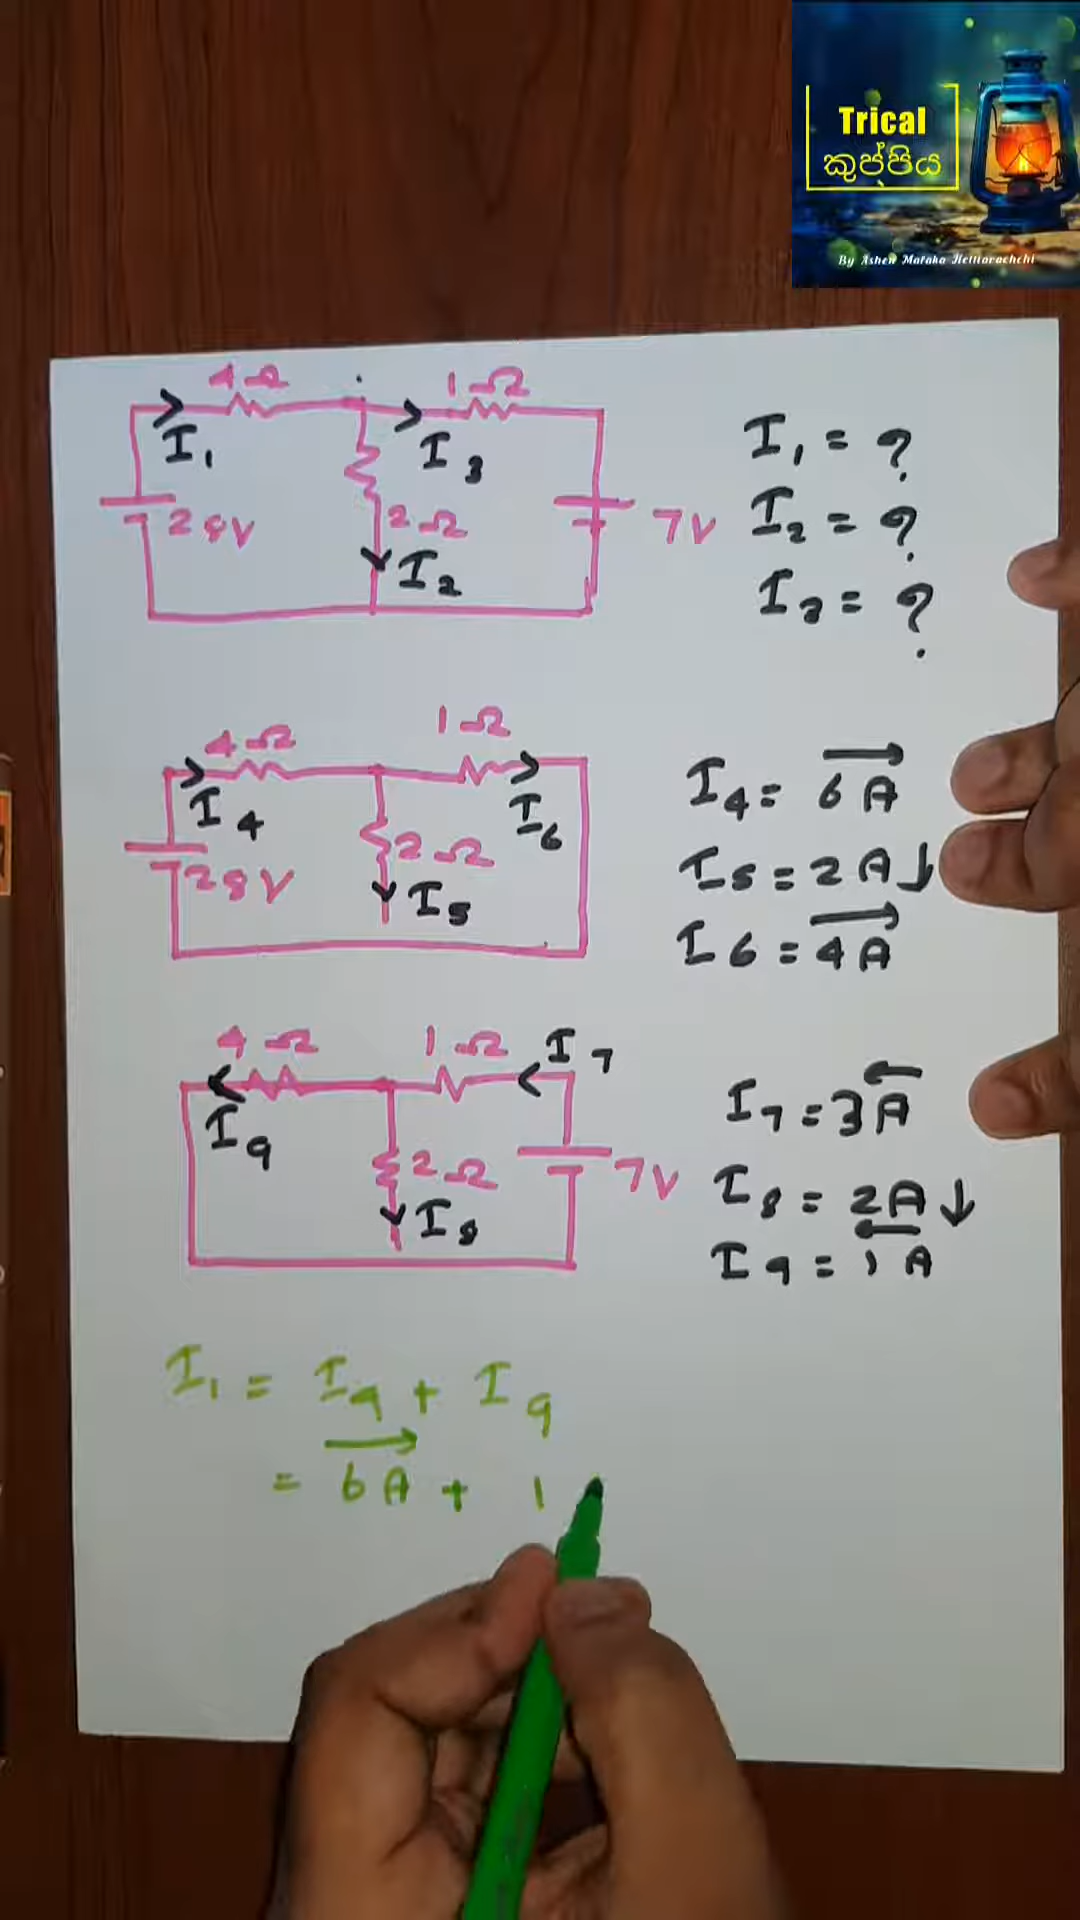 Trical
කුප්පිය
By Ashen Malaka Hettiarachchi
4Ω
1Ω
I₁
I₃
28V
2Ω
7V
I₂
I₁ = ?
I₂ = ?
I₃ = ?
4Ω
1Ω
I₄
I₆
28V
2Ω
I₅
I₄ = 6A →
I₅ = 2A ↓
I₆ = 4A →
4Ω
1Ω
I₇
I₉
2Ω
7V
I₈
I₇ = 3A ←
I₈ = 2A ↓
I₉ = 1A ←
I₁ = I₄ + I₉
= 6A → + 1